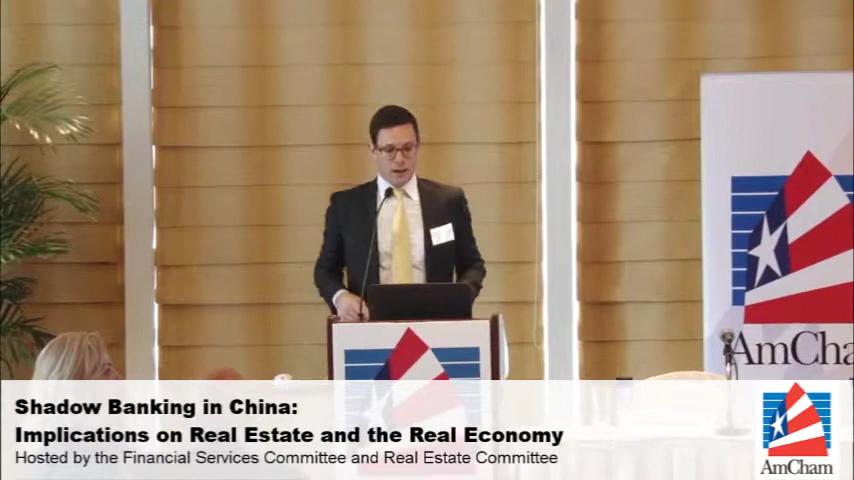 AmCha
Shadow Banking in China:
Implications on Real Estate and the Real Economy
Hosted by the Financial Services Committee and Real Estate Committee
AmCham